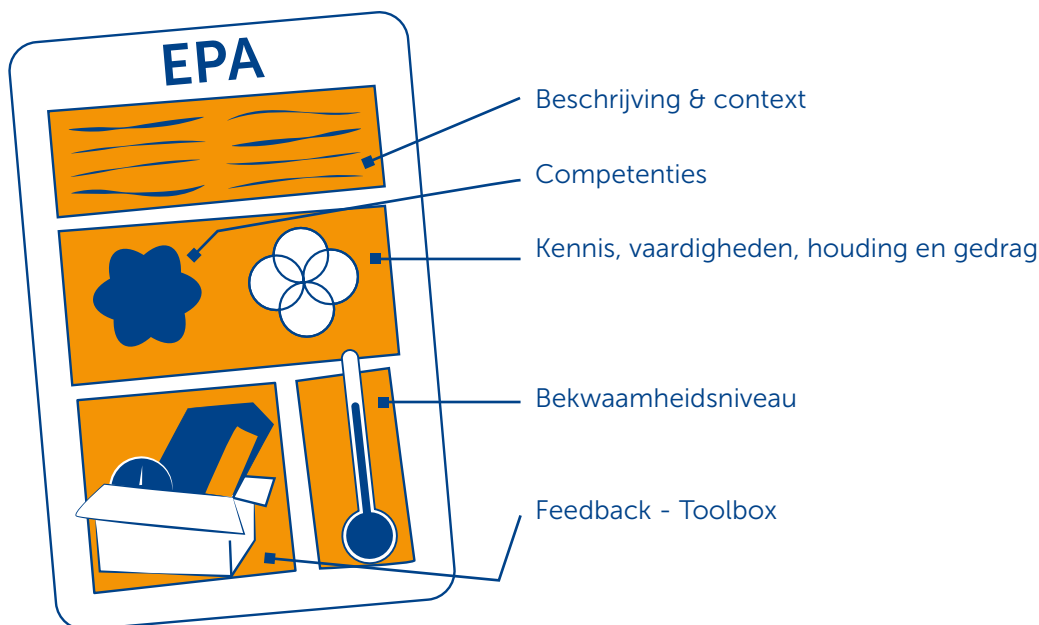 EPA
Beschrijving & context
Competenties
Kennis, vaardigheden, houding en gedrag
Bekwaamheidsniveau
Feedback - Toolbox